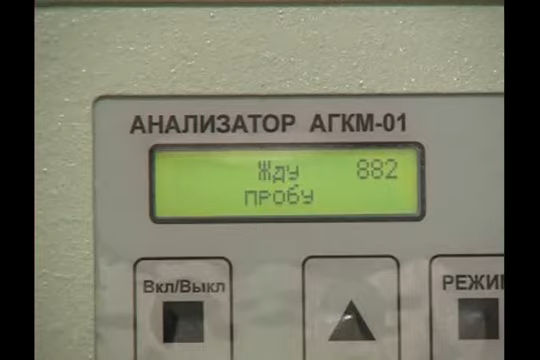 АНАЛИЗАТОР АГКМ-01
Жду 882
пробу
Вкл/Выкл
РЕЖИМ